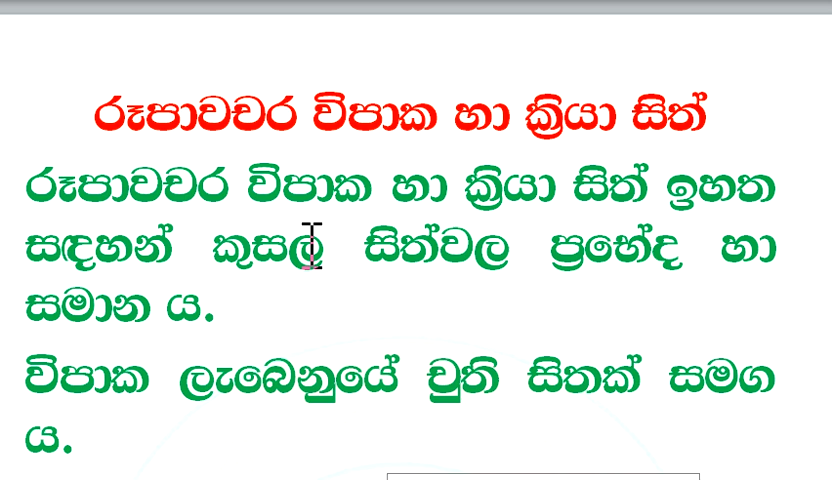 රූපාවචර විපාක හා ක්‍රියා සිත්
රූපාවචර විපාක හා ක්‍රියා සිත් ඉහත
සඳහන් කුසල සිත්වල ප්‍රභේද හා
සමාන ය.
විපාක ලැබෙනුයේ චුති සිතක් සමග
ය.